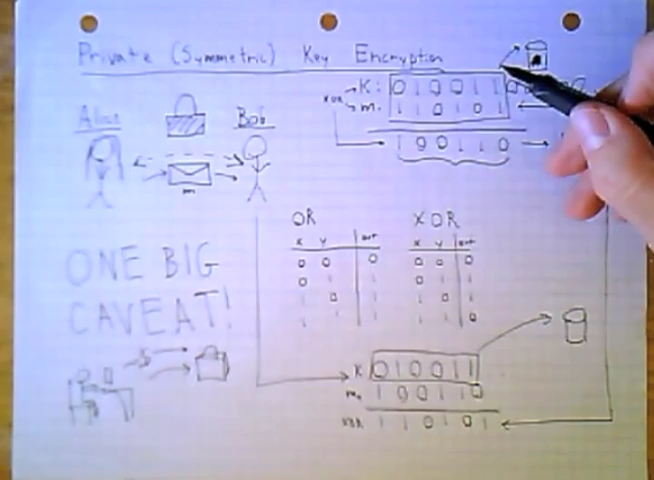 Private (Symmetric) Key Encryption
K: 0 1 0 0 1 1
XOR
m: 1 1 0 1 0 1
Alice Bob
1 0 0 1 1 0
m
OR XOR
x y out x y out
0 0 0 0 0 0
0 1 1 0 1 1
1 0 1 1 0 1
1 1 1 1 1 0
ONE BIG
CAVEAT!
K 0 1 0 0 1 1
1 0 0 1 1 0
XOR 1 1 0 1 0 1